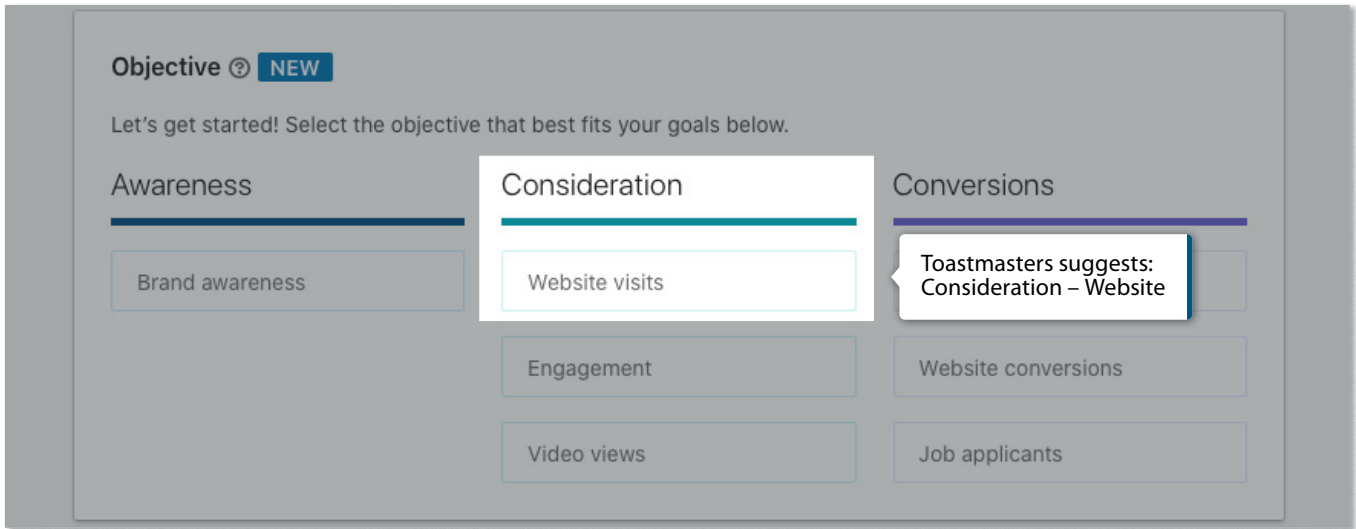 Objective ? NEW
Let's get started! Select the objective that best fits your goals below.
Awareness
Brand awareness
Consideration
Website visits
Engagement
Video views
Conversions
Toastmasters suggests:
Consideration – Website
Website conversions
Job applicants